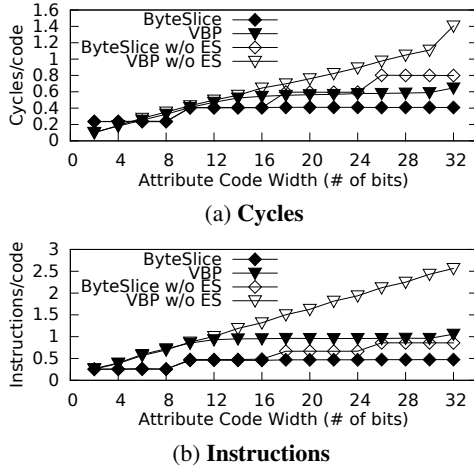 Cycles/code
1.6
1.4
1.2
1
0.8
0.6
0.4
0.2
0
ByteSlice
VBP
ByteSlice w/o ES
VBP w/o ES
0 4 8 12 16 20 24 28 32
Attribute Code Width (# of bits)
(a) Cycles
Instructions/code
3
2.5
2
1.5
1
0.5
0
ByteSlice
VBP
ByteSlice w/o ES
VBP w/o ES
0 4 8 12 16 20 24 28 32
Attribute Code Width (# of bits)
(b) Instructions